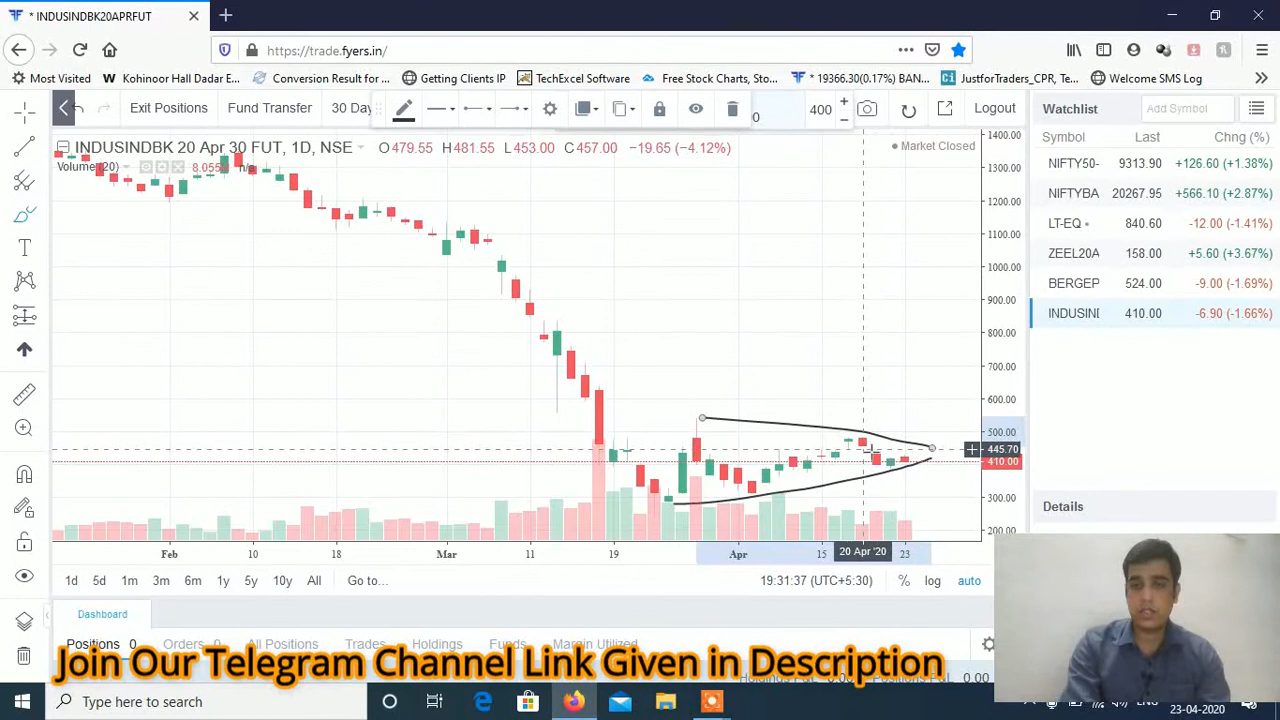 * INDUSINDBK20APRFUT
https://trade.fyers.in/
Most Visited
Kohinoor Hall Dadar E...
Conversion Result for ...
Getting Clients IP
TechExcel Software
Free Stock Charts, Sto...
* 19366.30(0.17%) BAN...
JustforTraders_CPR, Te...
Welcome SMS Log
Exit Positions
Fund Transfer
30 Day
400
Logout
Watchlist
Add Symbol
INDUSINDBK 20 Apr 30 FUT, 1D, NSE
O479.55 H481.55 L453.00 C457.00 −19.65 (−4.12%)
Market Closed
Volume (20)
n/a
Symbol Last Chng (%)
NIFTY50- 9313.90 +126.60 (+1.38%)
NIFTYBA 20267.95 +566.10 (+2.87%)
LT-EQ 840.60 -12.00 (-1.41%)
ZEEL20A 158.00 +5.60 (+3.67%)
BERGEP 524.00 -9.00 (-1.69%)
INDUSINI 410.00 -6.90 (-1.66%)
1400.00
1300.00
1200.00
1100.00
1000.00
900.00
800.00
700.00
600.00
500.00
445.70
410.00
300.00
200.00
Feb 10 18 Mar 11 19 Apr 15 20 Apr '20 23
Details
1d 5d 1m 3m 6m 1y 5y 10y All Go to...
19:31:37 (UTC+5:30) % log auto
Dashboard
Positions 0 Orders 0 All Positions Trades Holdings Funds Margin Utilized
Join Our Telegram Channel Link Given in Description
Type here to search
ENG
23-04-2020